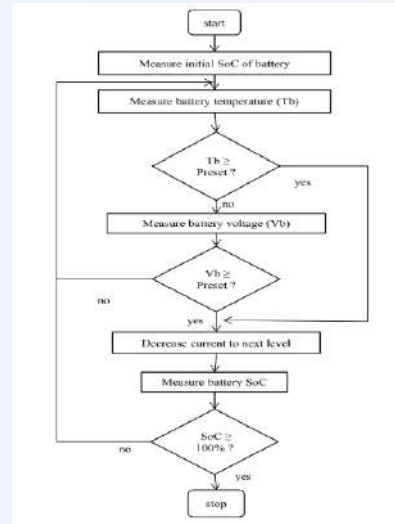 start
Measure initial SoC of battery
Measure battery temperature (Tb)
Tb ≥
Preset ?
yes
no
Measure battery voltage (Vb)
Vb ≥
Preset ?
no
yes
Decrease current to next level
Measure battery SoC
SoC ≥
100% ?
no
yes
stop